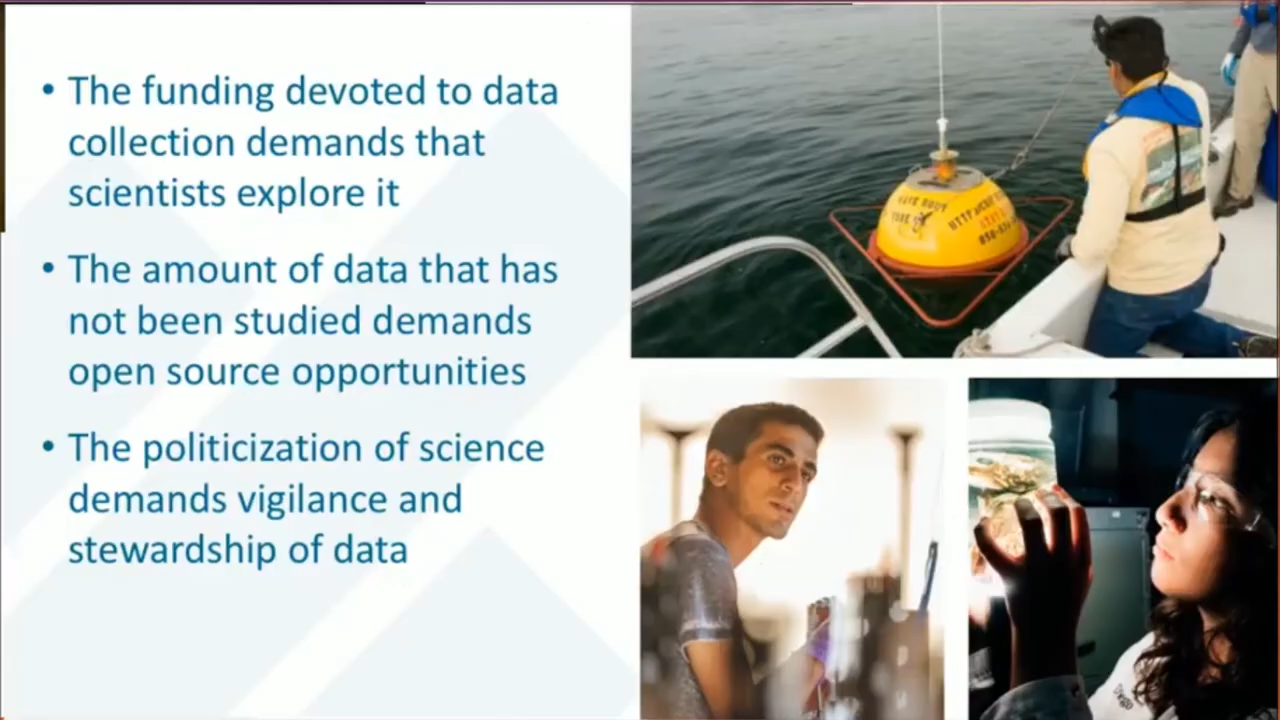 • The funding devoted to data
collection demands that
scientists explore it
• The amount of data that has
not been studied demands
open source opportunities
• The politicization of science
demands vigilance and
stewardship of data